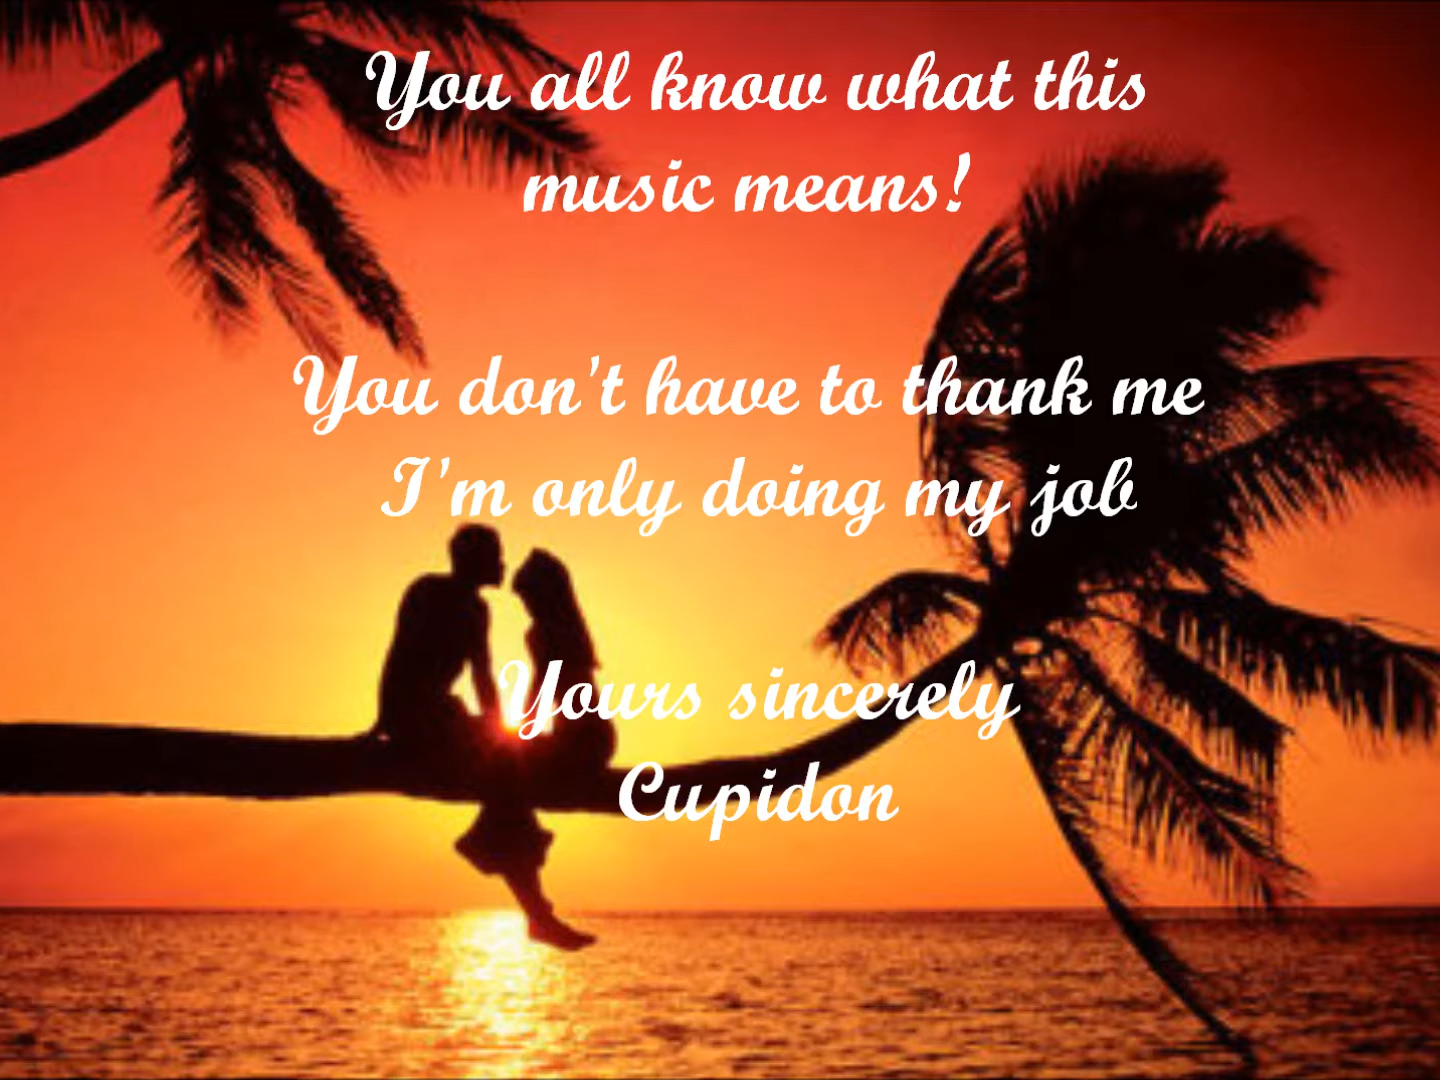 You all know what this
music means!
You don't have to thank me
I'm only doing my job
Yours sincerely
Cupidon